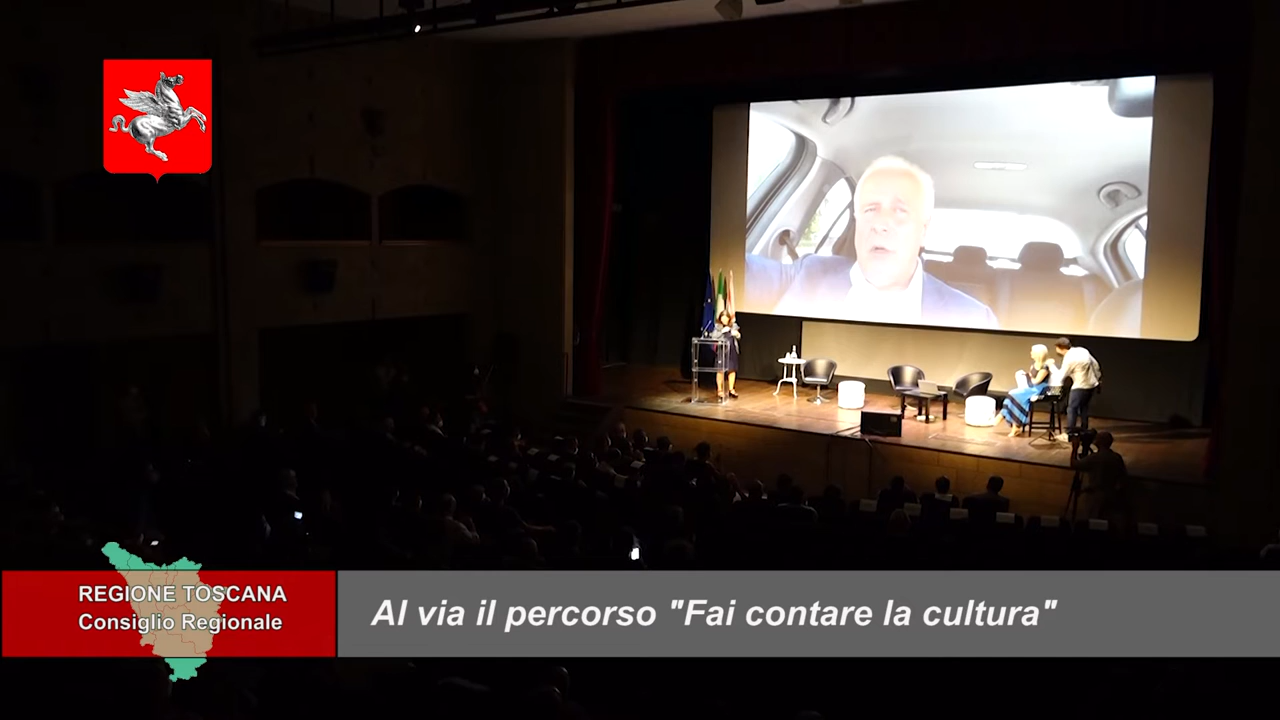 REGIONE TOSCANA
Consiglio Regionale
Al via il percorso "Fai contare la cultura"